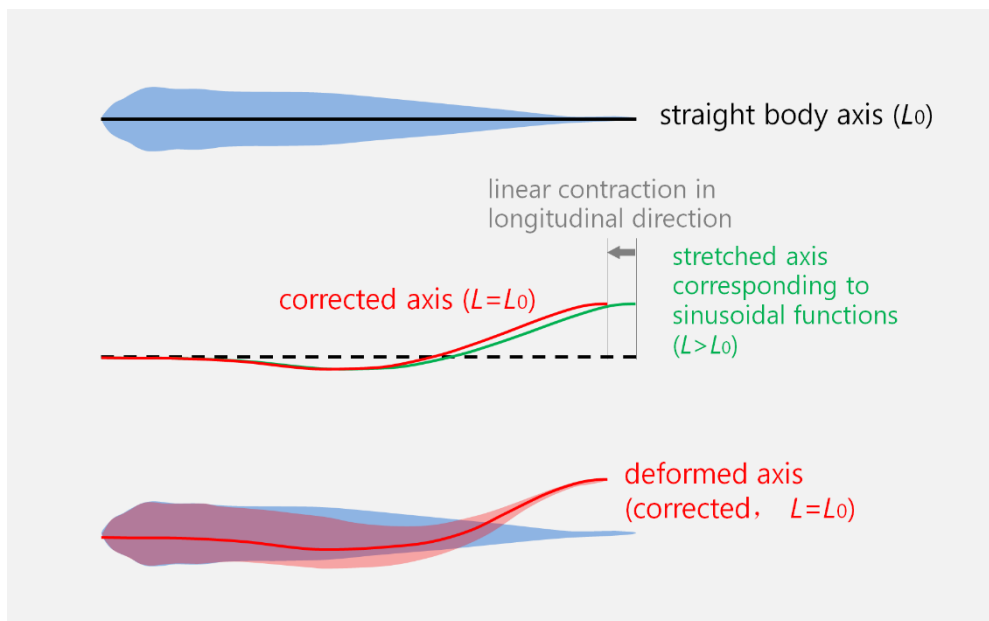 straight body axis (L0)
linear contraction in
longitudinal direction
stretched axis
corresponding to
sinusoidal functions
(L>L0)
corrected axis (L=L0)
deformed axis
(corrected， L=L0)